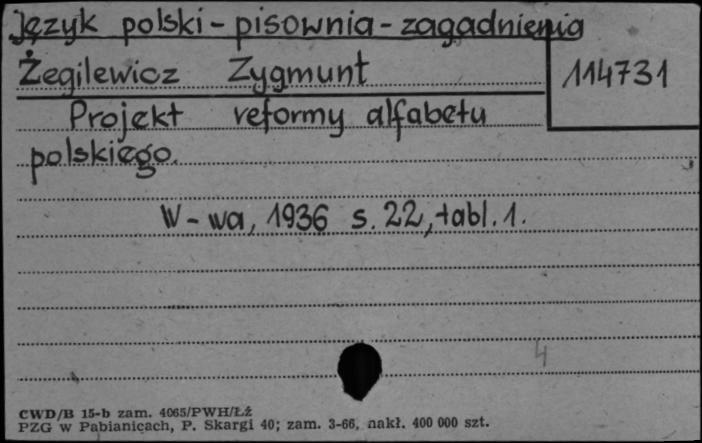 Język polski - pisownia - zagadnienia
Żegilewicz Zygmunt
114731
Projekt reformy alfabetu
polskiego.
W-wa, 1936 s. 22, tabl. 1.
4
CWD/B 15-b zam. 4065/PWH/Łź
PZG w Pabianicach, P. Skargi 40; zam. 3-66, nakł. 400 000 szt.